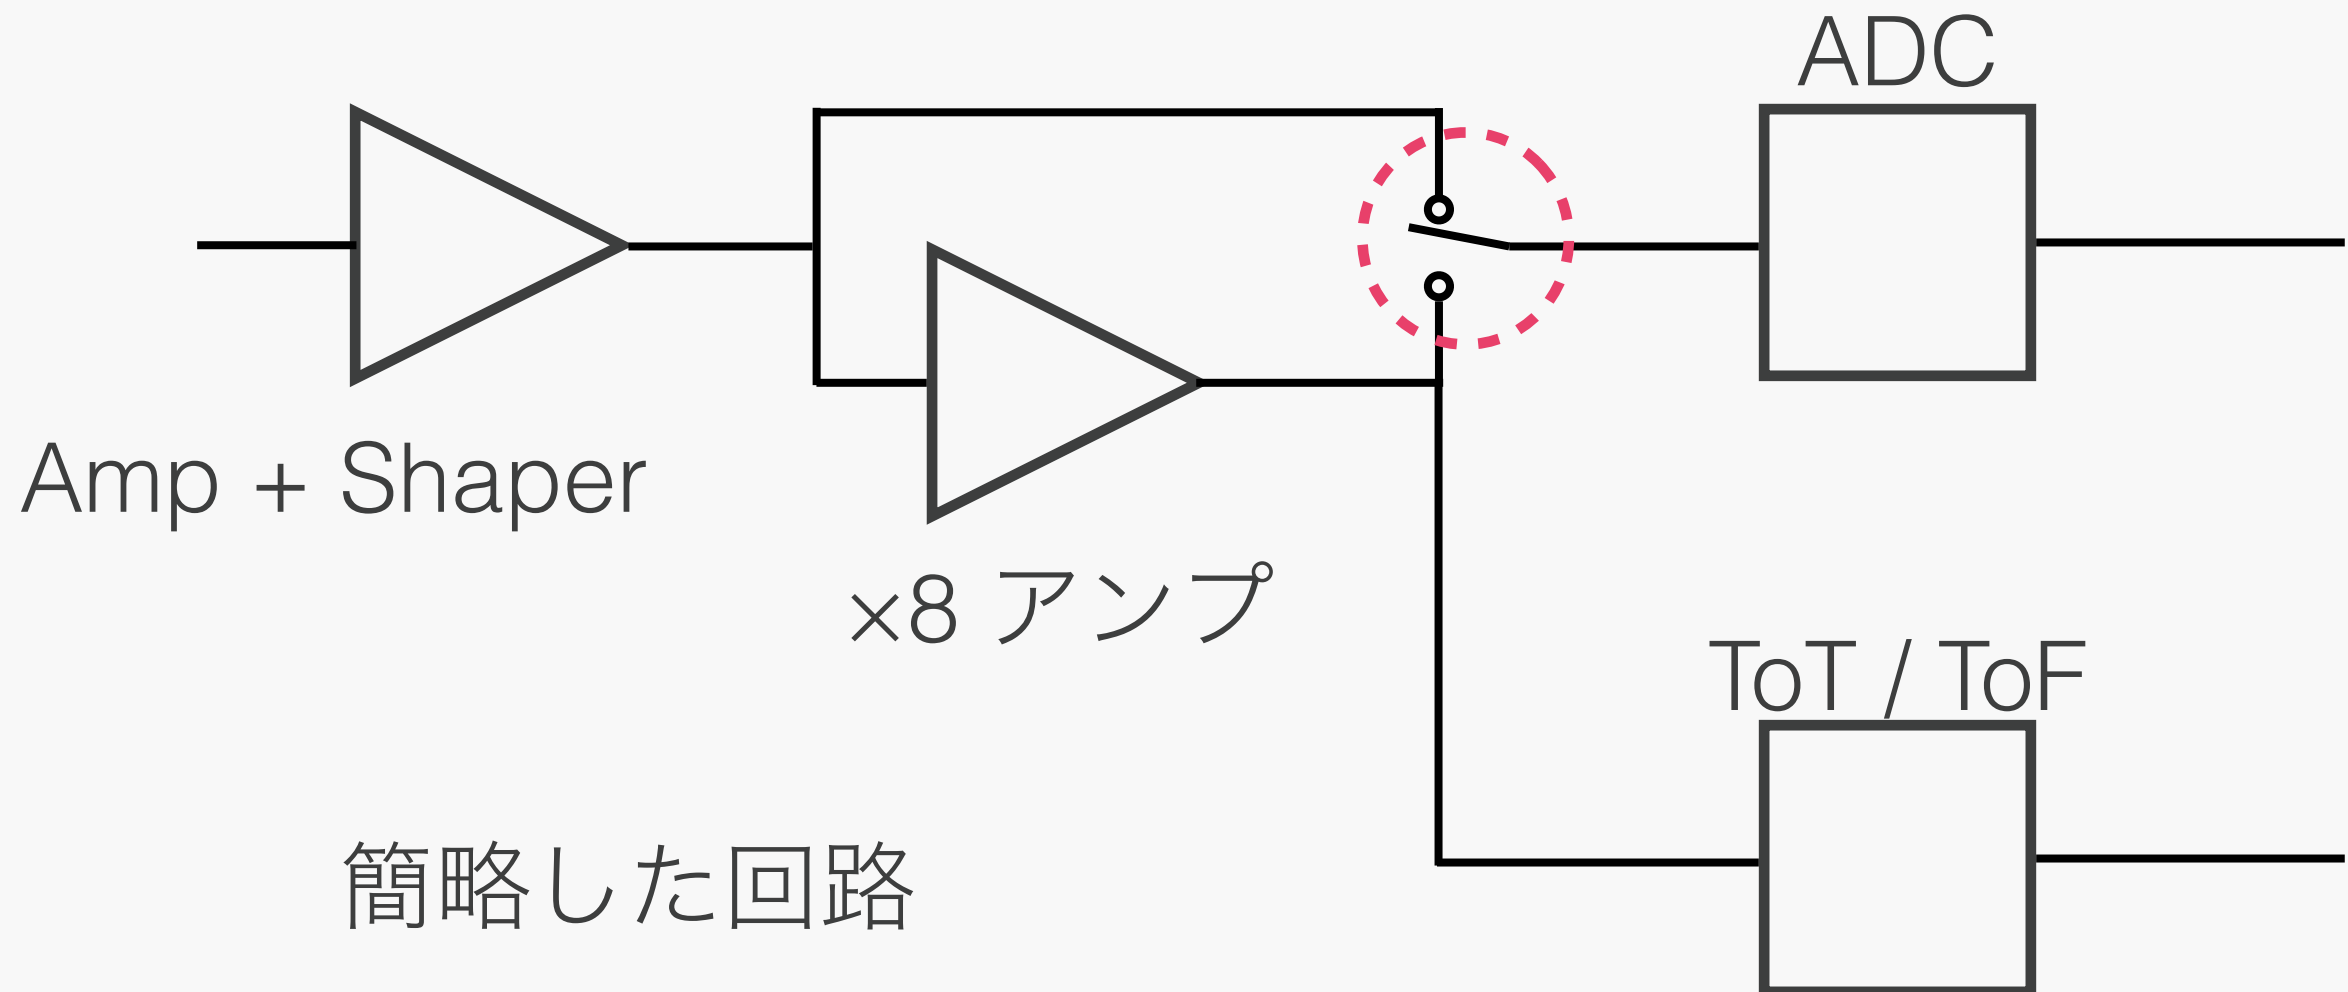 ADC
Amp + Shaper
×8 アンプ
ToT / ToF
簡略した回路